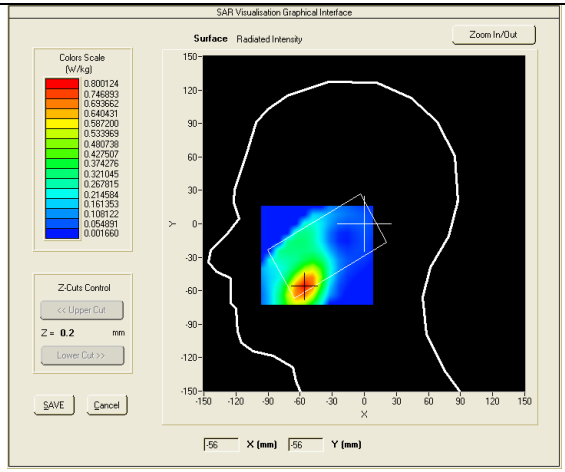 SAR Visualisation Graphical Interface
Surface Radiated Intensity
Zoom In/Out
Colors Scale
(W/kg)
0.800124
0.746893
0.693662
0.640431
0.587200
0.533969
0.480738
0.427507
0.374276
0.321045
0.267815
0.214584
0.161353
0.108122
0.054891
0.001660
Z-Cuts Control
<< Upper Cut
Z = 0.2 mm
Lower Cut >>
SAVE Cancel
150-
120-
90-
60-
30-
0-
-30-
-60-
-90-
-120-
-150-
Y
-150 -120 -90 -60 -30 0 30 60 90 120 150
X
-56 X (mm) -56 Y (mm)